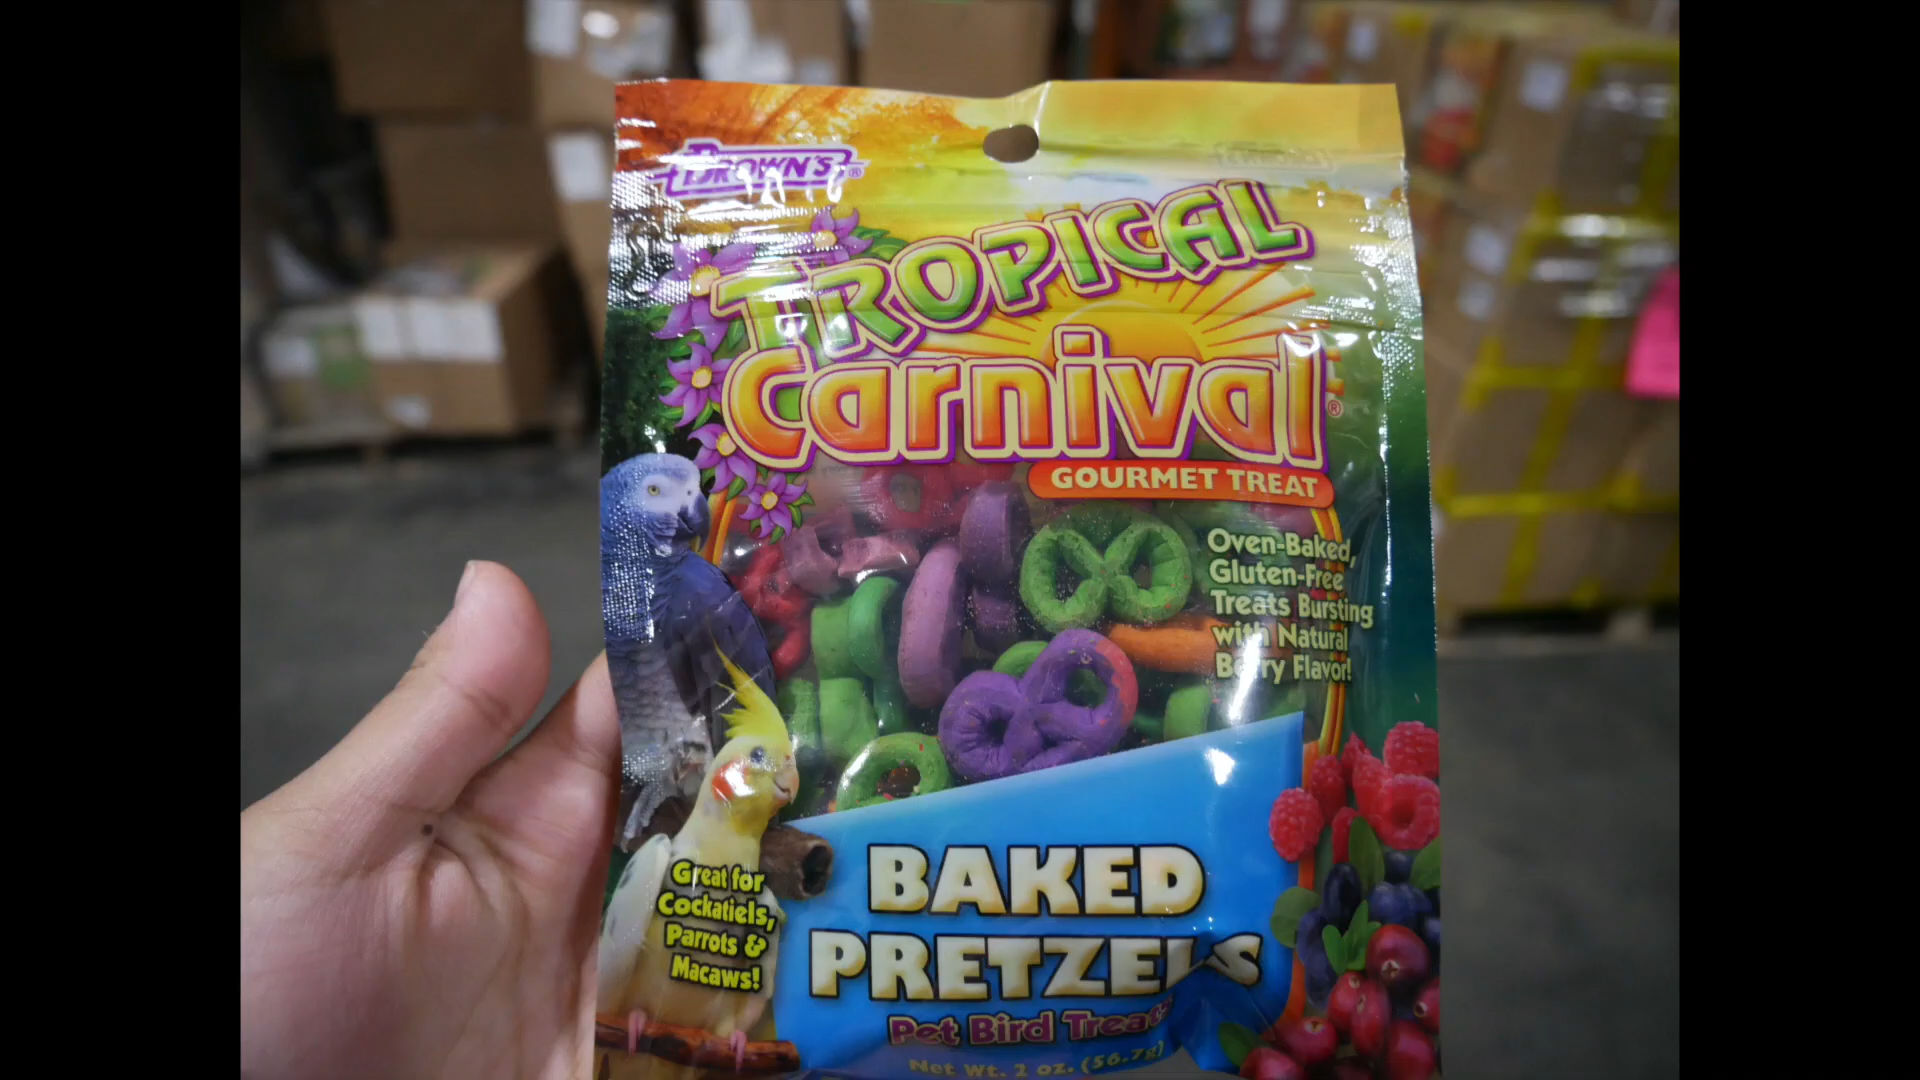 BROWN'S®
TROPICAL
Carnival®
GOURMET TREAT
Oven-Baked,
Gluten-Free
Treats Bursting
with Natural
Berry Flavor!
Great for
Cockatiels,
Parrots &
Macaws!
BAKED
PRETZELS
Pet Bird Treat
Net Wt. 2 oz. (56.7g)